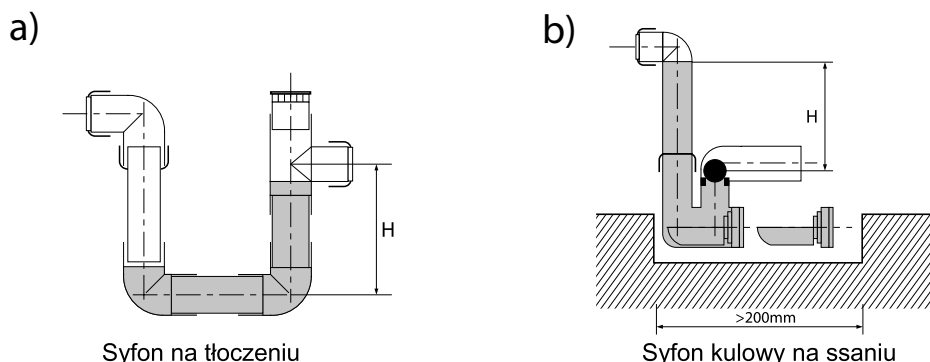 a)
b)
H
H
>200mm
Syfon na tłoczeniu
Syfon kulowy na ssaniu